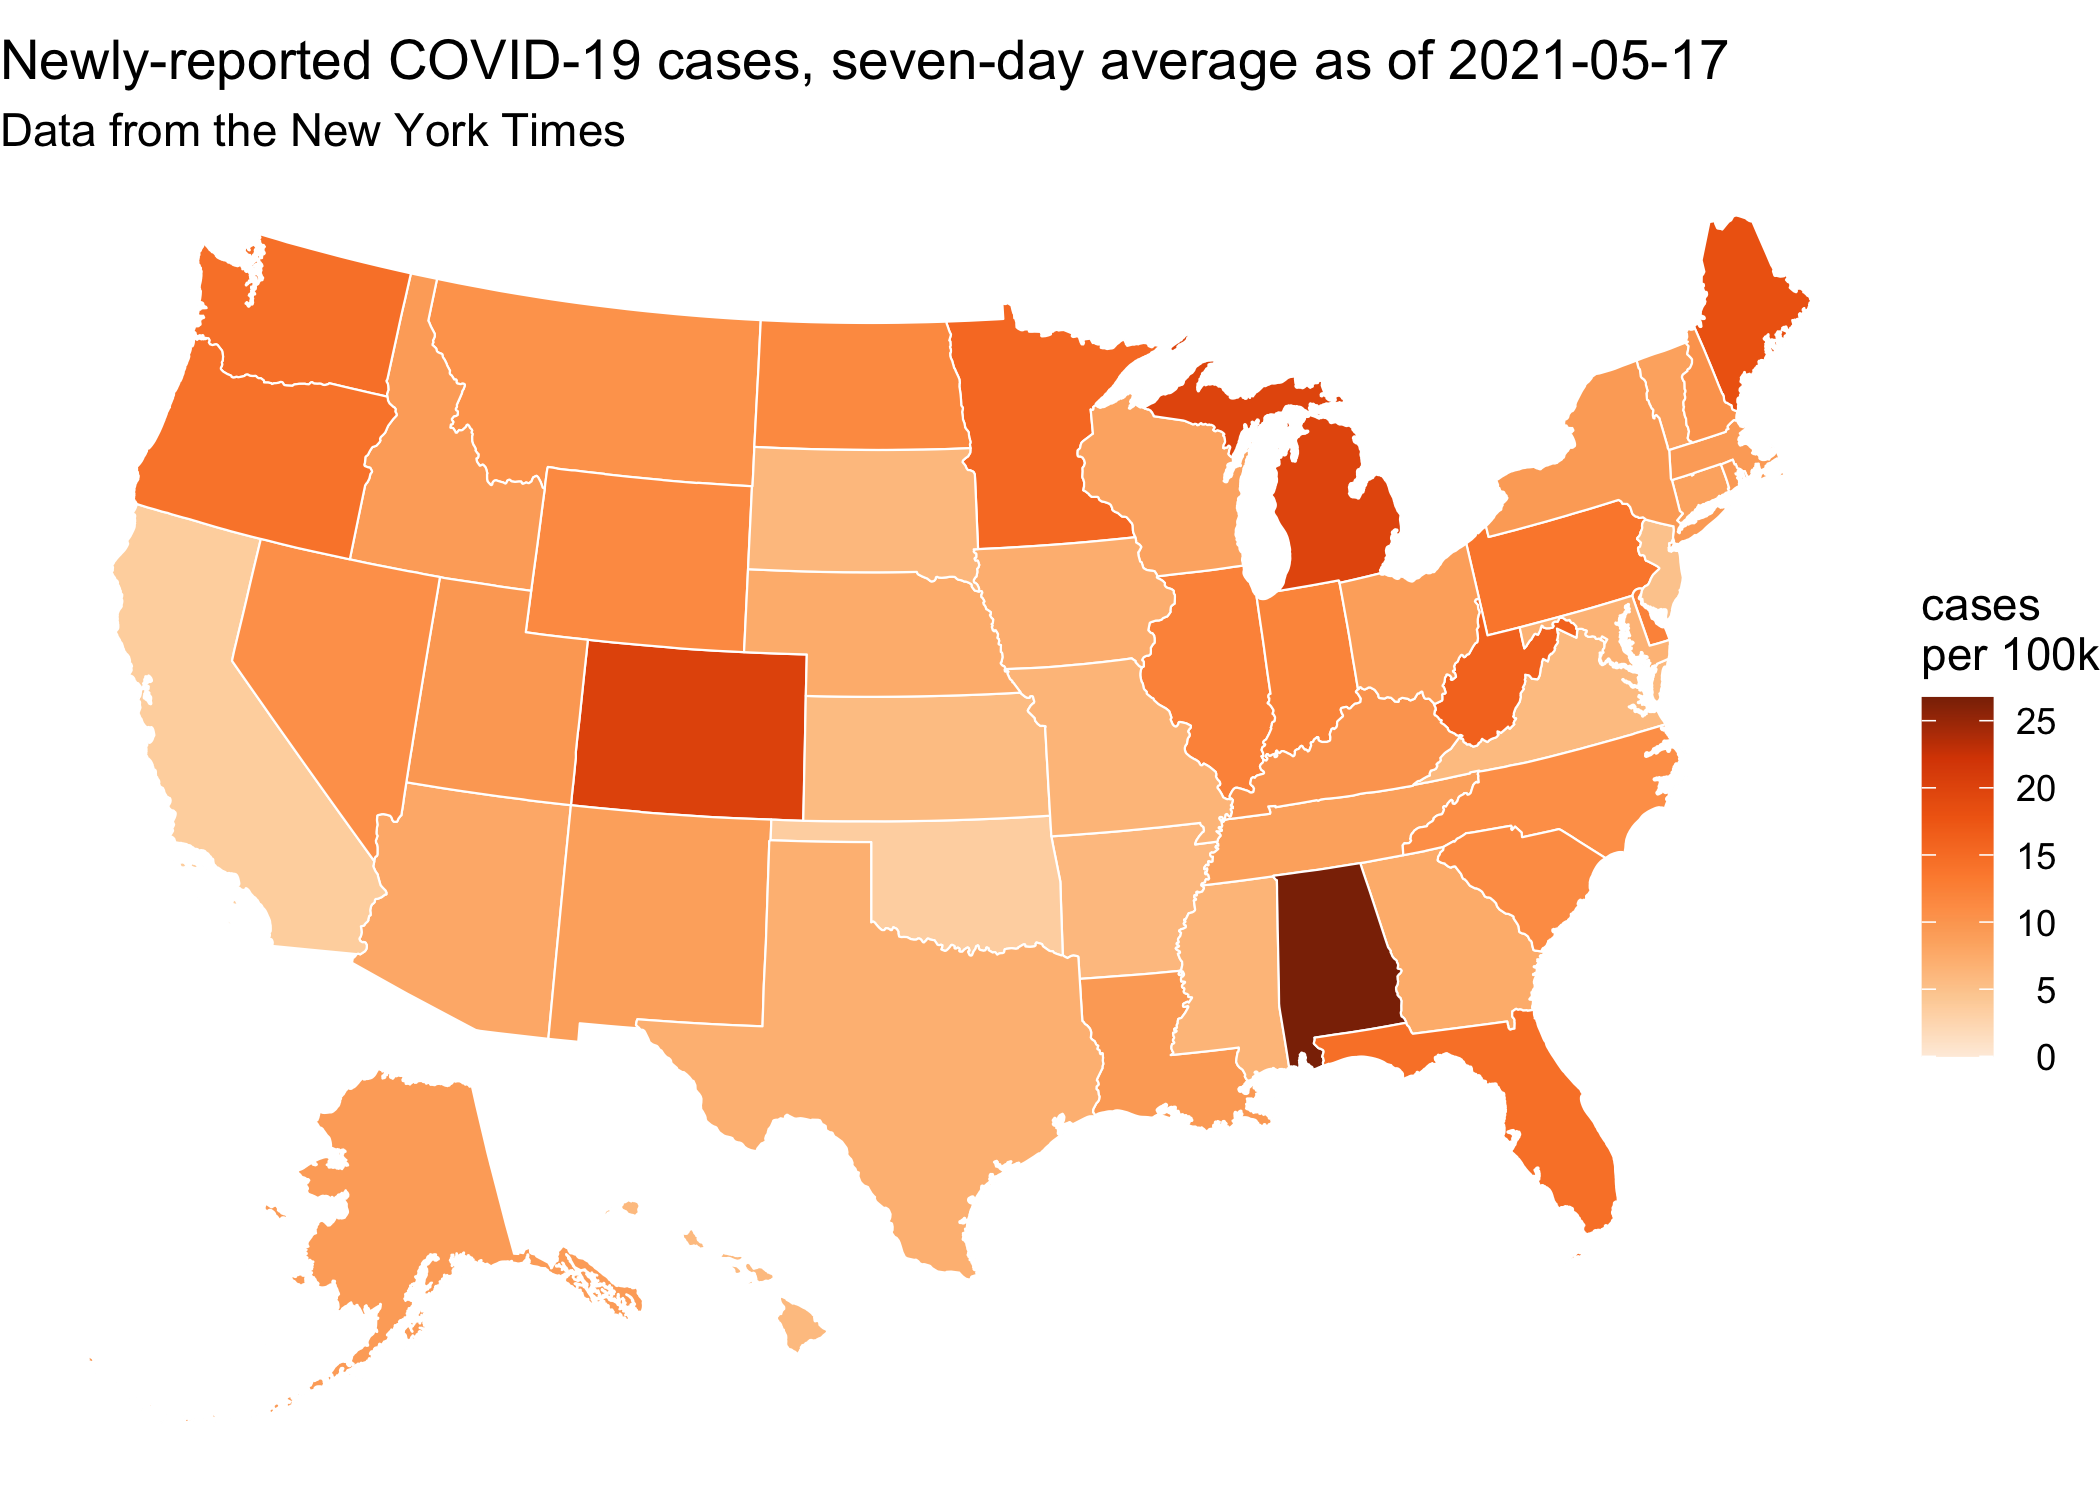 Newly-reported COVID-19 cases, seven-day average as of 2021-05-17
Data from the New York Times
cases
per 100k
25
20
15
10
5
0